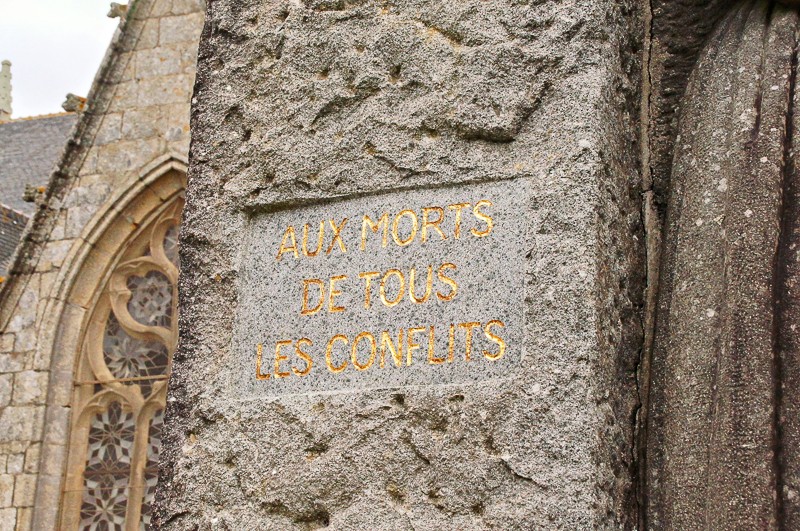 AUX MORTS
DE TOUS
LES CONFLITS